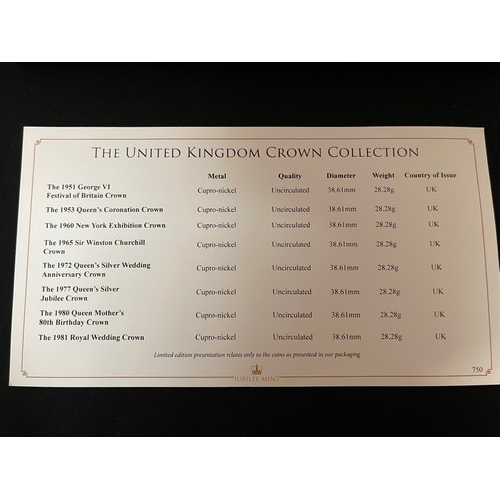 THE UNITED KINGDOM CROWN COLLECTION
Metal Quality Diameter Weight Country of Issue
The 1951 George VI
Festival of Britain Crown Cupro-nickel Uncirculated 38.61mm 28.28g UK
The 1953 Queen's Coronation Crown Cupro-nickel Uncirculated 38.61mm 28.28g UK
The 1960 New York Exhibition Crown Cupro-nickel Uncirculated 38.61mm 28.28g UK
The 1965 Sir Winston Churchill
Crown Cupro-nickel Uncirculated 38.61mm 28.28g UK
The 1972 Queen's Silver Wedding
Anniversary Crown Cupro-nickel Uncirculated 38.61mm 28.28g UK
The 1977 Queen's Silver
Jubilee Crown Cupro-nickel Uncirculated 38.61mm 28.28g UK
The 1980 Queen Mother's
80th Birthday Crown Cupro-nickel Uncirculated 38.61mm 28.28g UK
The 1981 Royal Wedding Crown Cupro-nickel Uncirculated 38.61mm 28.28g UK
Limited edition presentation relates only to the coins as presented in our packaging
JUBILEE MINT
750